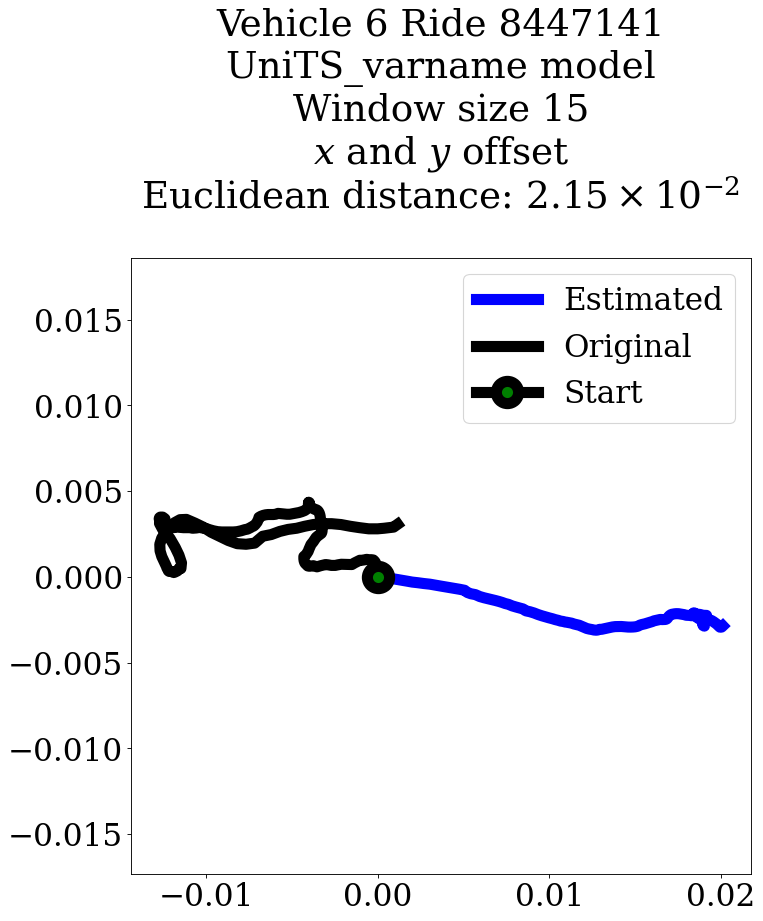 Vehicle 6 Ride 8447141
UniTS_varname model
Window size 15
x and y offset
Euclidean distance: 2.15 × 10⁻²
Estimated
Original
Start
0.015
0.010
0.005
0.000
−0.005
−0.010
−0.015
−0.01 0.00 0.01 0.02